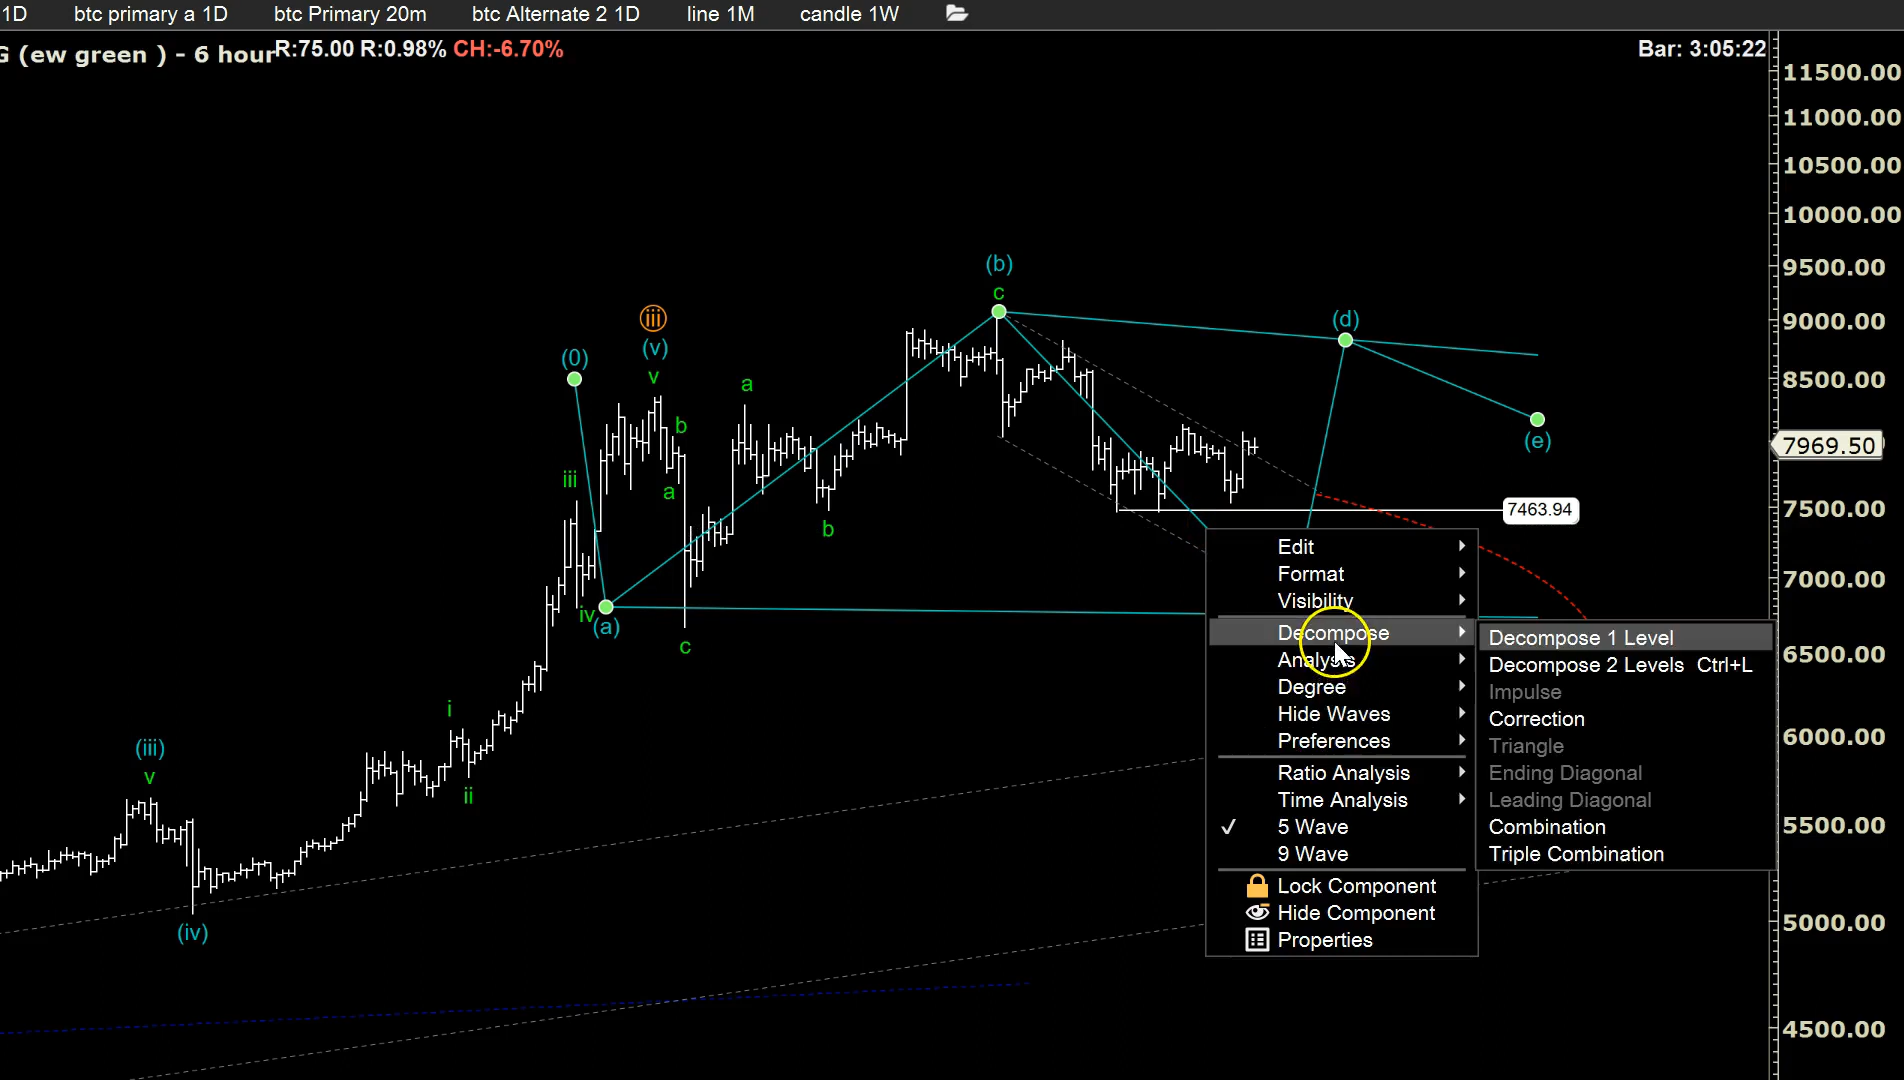 1D btc primary a 1D btc Primary 20m btc Alternate 2 1D line 1M candle 1W
G (ew green ) - 6 hour R:75.00 R:0.98% CH:-6.70% Bar: 3:05:22
11500.00
11000.00
10500.00
10000.00
9500.00
9000.00
8500.00
7969.50
7500.00
7000.00
6500.00
6000.00
5500.00
5000.00
4500.00
(b)
c
iii
(v)
v
(0)
(d)
a
b
(e)
iii
a
7463.94
b
iv
(a)
c
i
(iii)
v
ii
(iv)
Edit
Format
Visibility
Decompose
Analysis
Degree
Hide Waves
Preferences
Ratio Analysis
Time Analysis
✓ 5 Wave
9 Wave
Lock Component
Hide Component
Properties
Decompose 1 Level
Decompose 2 Levels Ctrl+L
Impulse
Correction
Triangle
Ending Diagonal
Leading Diagonal
Combination
Triple Combination